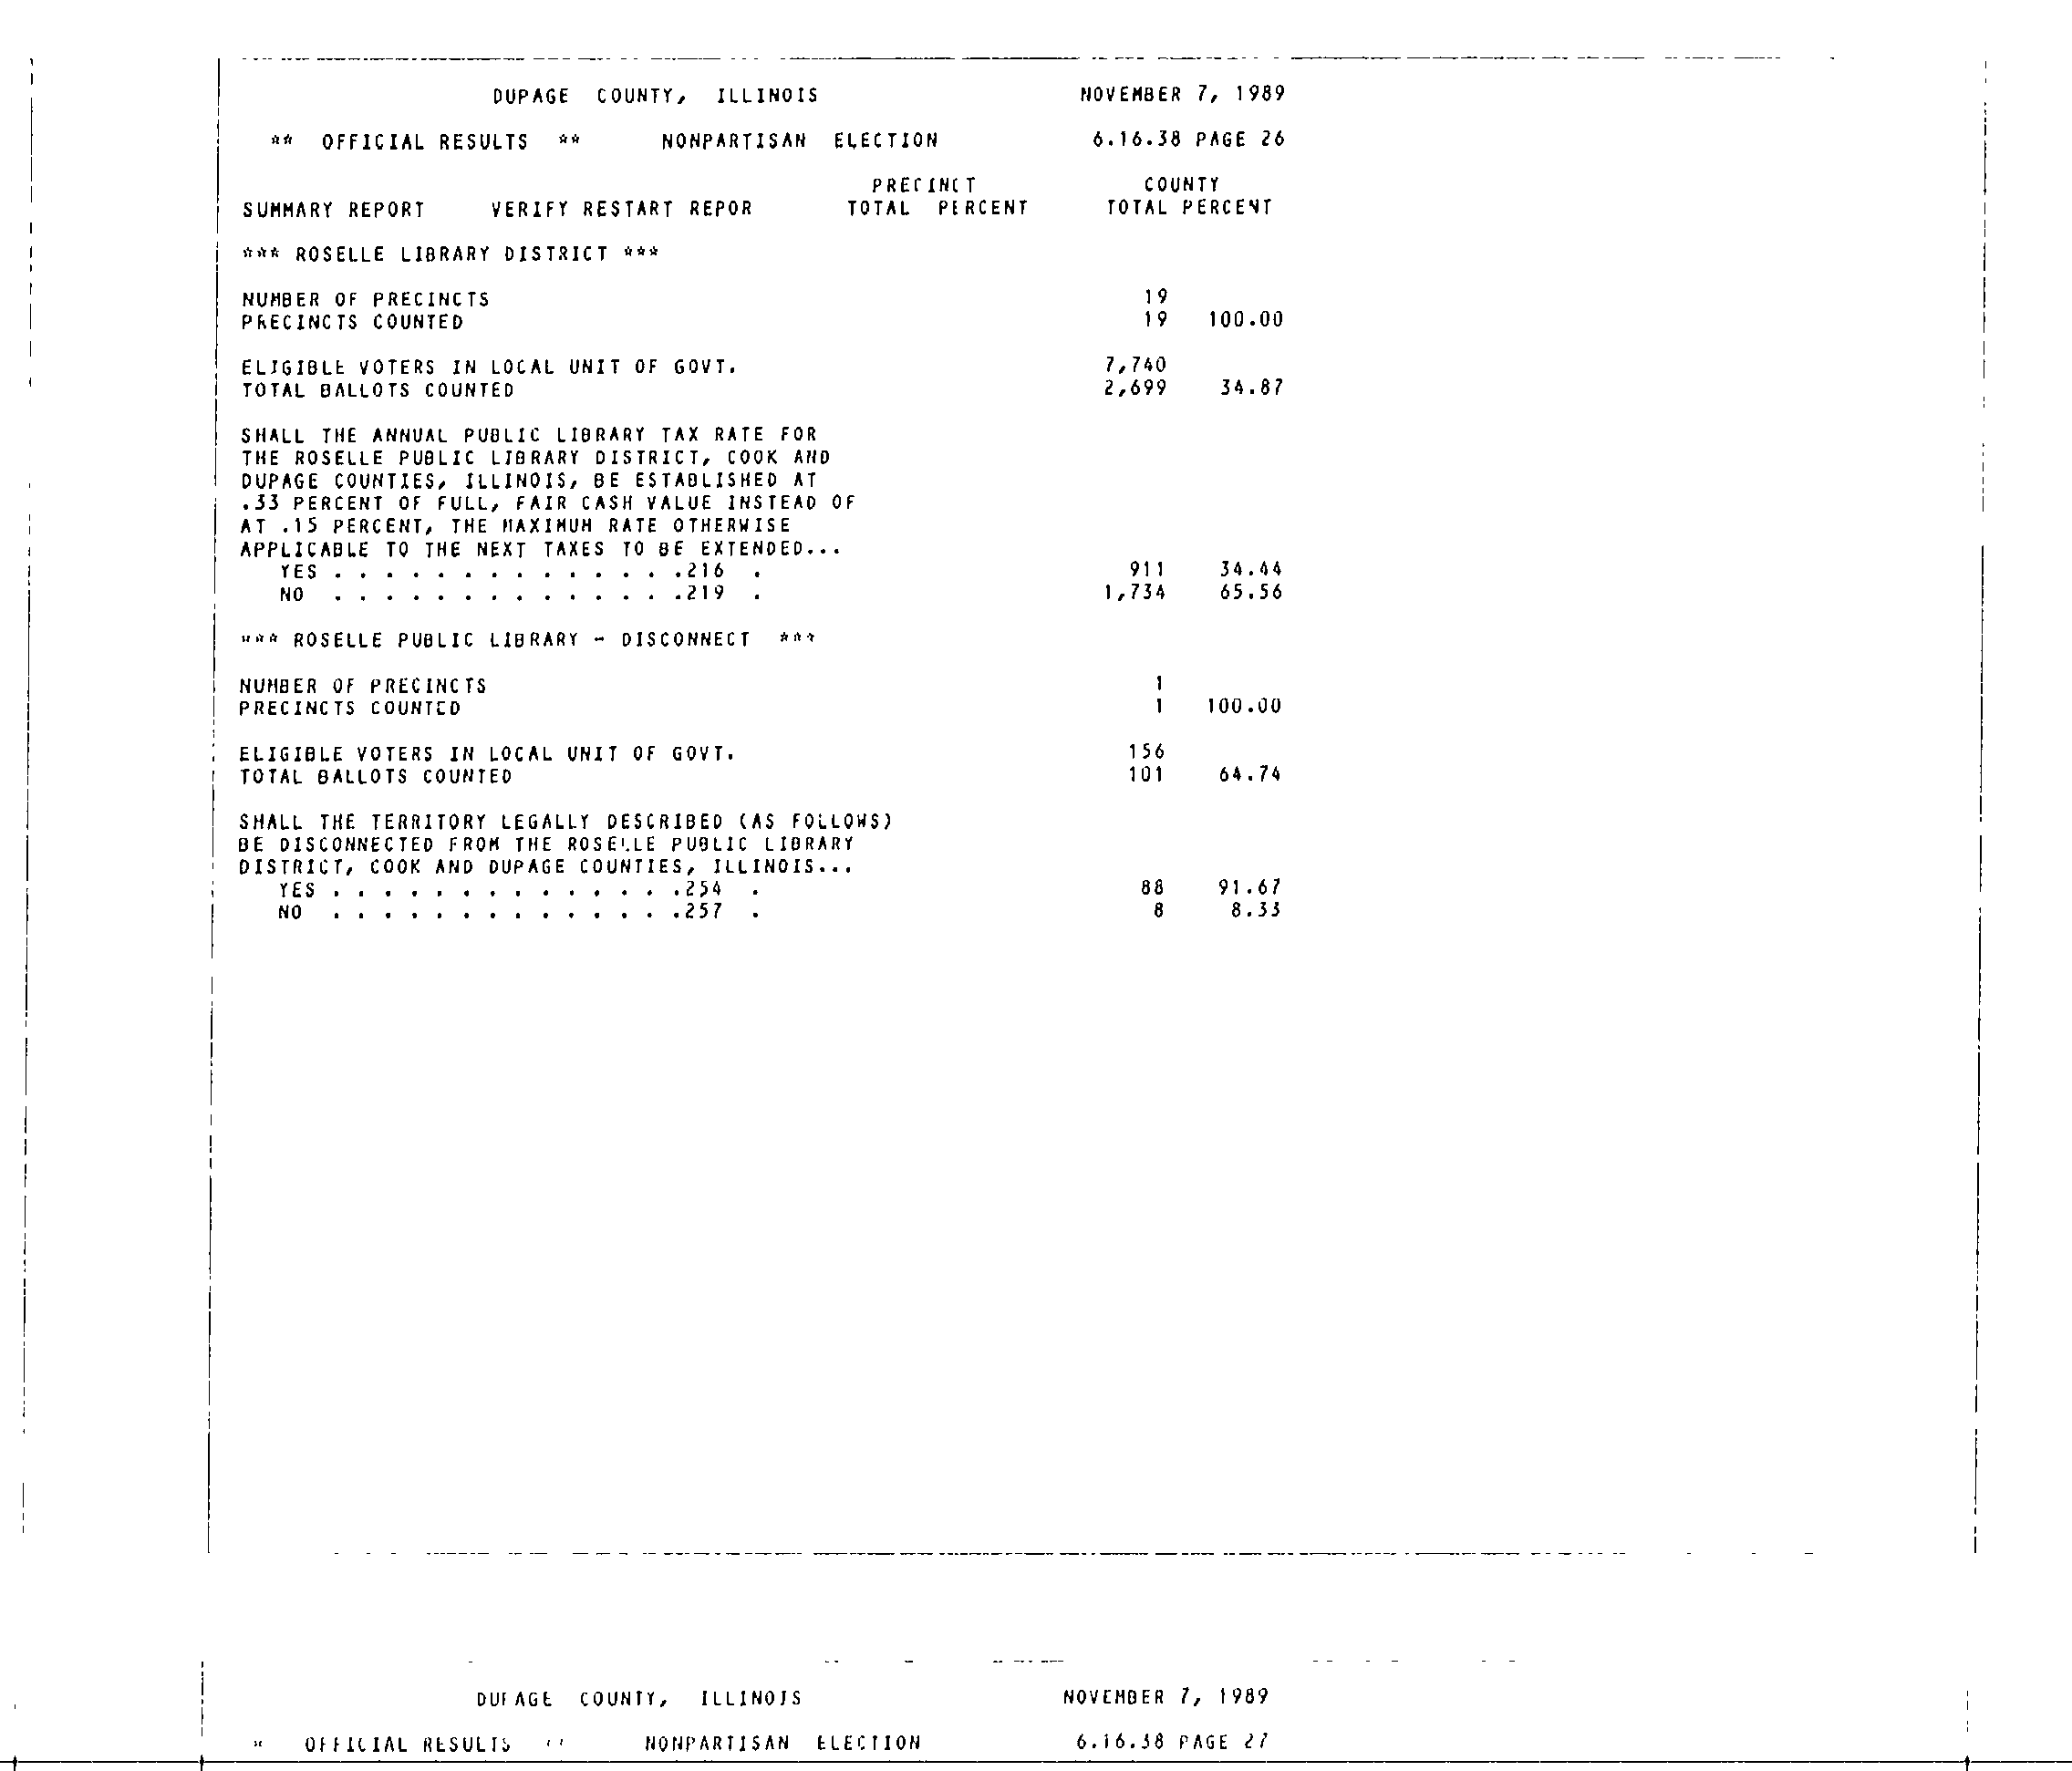 DUPAGE COUNTY, ILLINOIS NOVEMBER 7, 1989
** OFFICIAL RESULTS ** NONPARTISAN ELECTION 6.16.38 PAGE 26
PRECINCT COUNTY
SUMMARY REPORT VERIFY RESTART REPOR TOTAL PERCENT TOTAL PERCENT
*** ROSELLE LIBRARY DISTRICT ***
NUMBER OF PRECINCTS 19
PRECINCTS COUNTED 19 100.00
ELIGIBLE VOTERS IN LOCAL UNIT OF GOVT. 7,740
TOTAL BALLOTS COUNTED 2,699 34.87
SHALL THE ANNUAL PUBLIC LIBRARY TAX RATE FOR
THE ROSELLE PUBLIC LIBRARY DISTRICT, COOK AND
DUPAGE COUNTIES, ILLINOIS, BE ESTABLISHED AT
.33 PERCENT OF FULL, FAIR CASH VALUE INSTEAD OF
AT .15 PERCENT, THE MAXIMUM RATE OTHERWISE
APPLICABLE TO THE NEXT TAXES TO BE EXTENDED...
YES . . . . . . . . . . . . . .216 . 911 34.44
NO . . . . . . . . . . . . . .219 . 1,734 65.56
*** ROSELLE PUBLIC LIBRARY - DISCONNECT ***
NUMBER OF PRECINCTS 1
PRECINCTS COUNTED 1 100.00
ELIGIBLE VOTERS IN LOCAL UNIT OF GOVT. 156
TOTAL BALLOTS COUNTED 101 64.74
SHALL THE TERRITORY LEGALLY DESCRIBED (AS FOLLOWS)
BE DISCONNECTED FROM THE ROSELLE PUBLIC LIBRARY
DISTRICT, COOK AND DUPAGE COUNTIES, ILLINOIS...
YES . . . . . . . . . . . . . .254 . 88 91.67
NO . . . . . . . . . . . . . .257 . 8 8.33
DUPAGE COUNTY, ILLINOIS NOVEMBER 7, 1989
OFFICIAL RESULTS NONPARTISAN ELECTION 6.16.38 PAGE 27